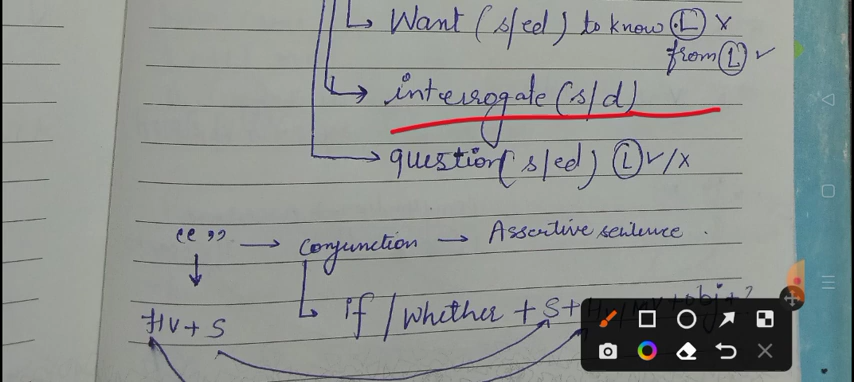 Want (s/ed) to know (L) x
from (L) ✓
interrogate (s/d)
question (s/ed) (L) ✓/x
“ ” → Conjunction → Assertive sentence.
if / whether + S +
HV + S